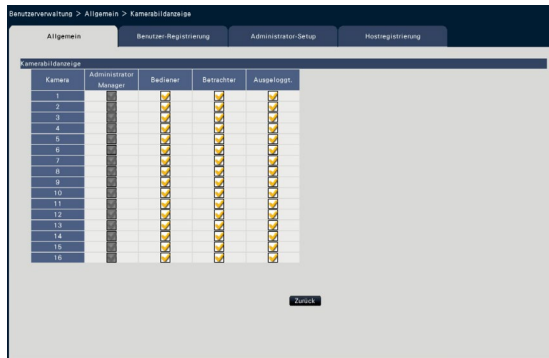 Benutzerverwaltung > Allgemein > Kamerabildanzeige
Allgemein
Benutzer-Registrierung
Administrator-Setup
Hostregistrierung
Kamerabildanzeige
Kamera
Administrator
Manager
Bediener
Betrachter
Ausgeloggt.
1
2
3
4
5
6
7
8
9
10
11
12
13
14
15
16
Zurück